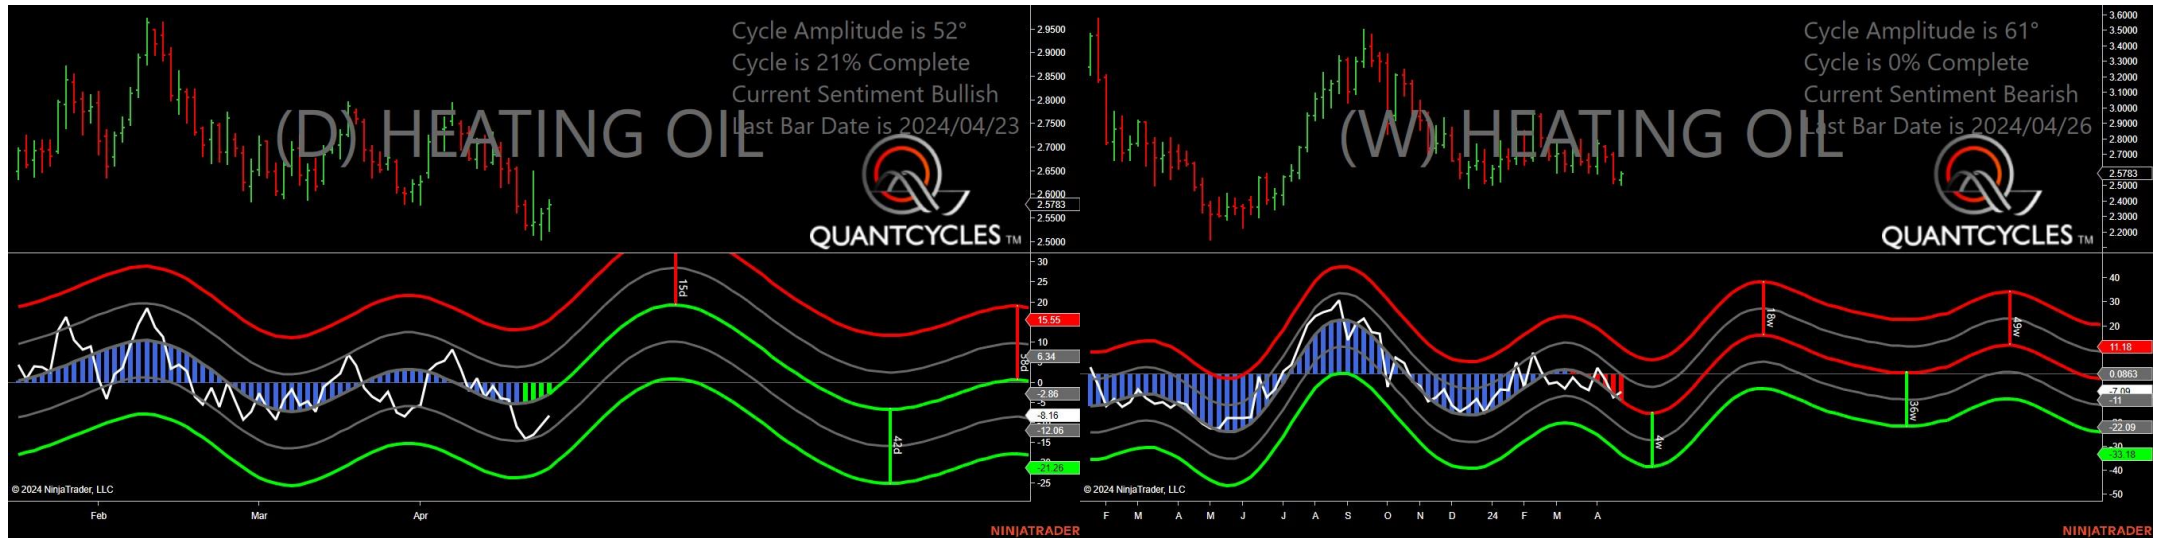 Cycle Amplitude is 52°
Cycle is 21% Complete
Current Sentiment Bullish
Last Bar Date is 2024/04/23
(D) HEATING OIL
QUANTCYCLES TM
2.9500
2.9000
2.8500
2.8000
2.7500
2.7000
2.6500
2.6000
2.5783
2.5500
2.5000
30
25
20
15.55
6.34
0
-2.86
-5
-8.16
-12.06
-15
-21.26
-25
15d
42d
58d
© 2024 NinjaTrader, LLC
Feb Mar Apr
NINJATRADER
Cycle Amplitude is 61°
Cycle is 0% Complete
Current Sentiment Bearish
Last Bar Date is 2024/04/26
(W) HEATING OIL
QUANTCYCLES TM
3.6000
3.5000
3.4000
3.3000
3.2000
3.1000
3.0000
2.9000
2.8000
2.7000
2.5783
2.5000
2.4000
2.3000
2.2000
40
30
20
11.18
0.0863
-7.09
-11
-22.09
-30
-33.18
-40
-50
4w
18w
36w
49w
© 2024 NinjaTrader, LLC
F M A M J J A S O N D 24 F M A
NINJATRADER